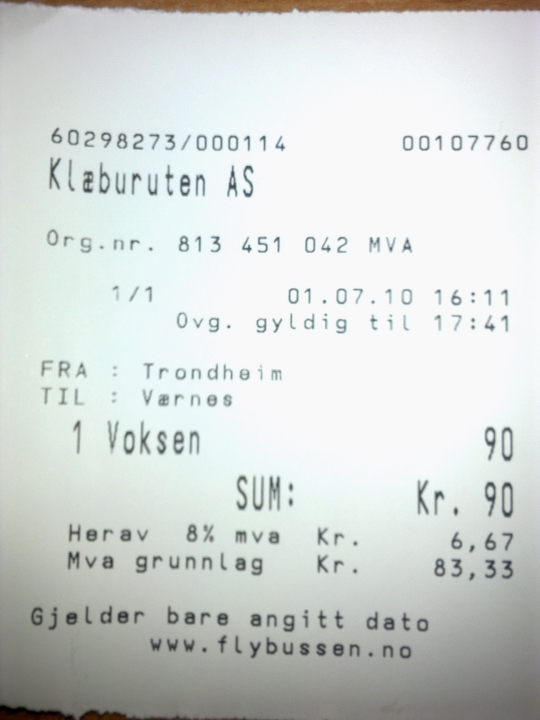 60298273/000114 00107760
Klæburuten AS
Org.nr. 813 451 042 MVA
1/1 01.07.10 16:11
Ovg. gyldig til 17:41
FRA : Trondheim
TIL : Værnes
1 Voksen 90
SUM: Kr. 90
Herav 8% mva Kr. 6,67
Mva grunnlag Kr. 83,33
Gjelder bare angitt dato
www.flybussen.no